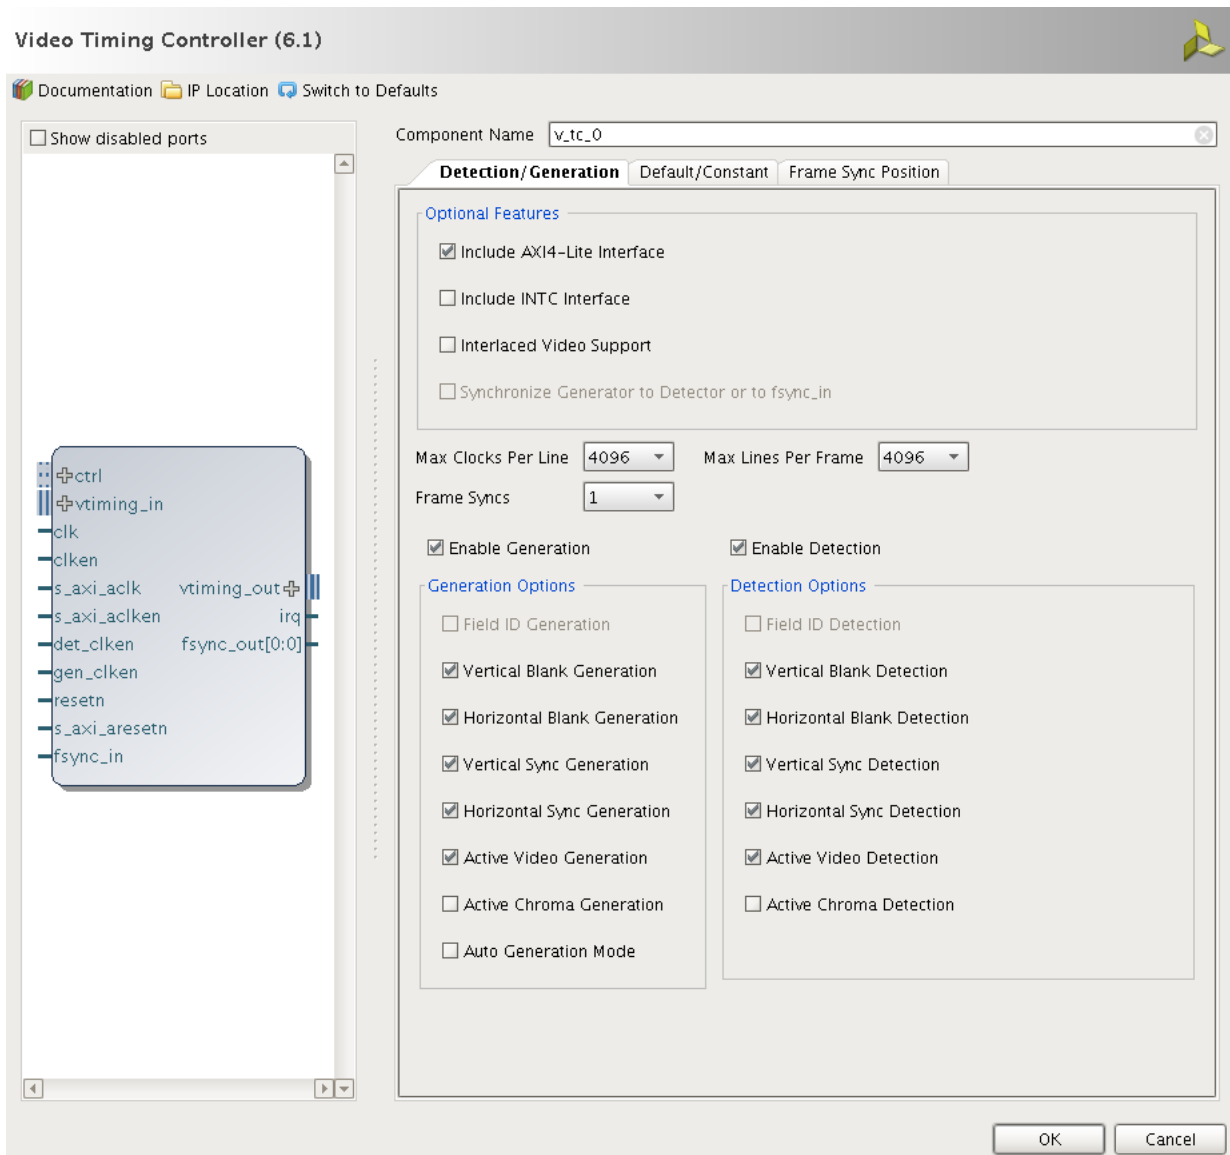 Video Timing Controller (6.1)
Documentation IP Location Switch to Defaults
Show disabled ports
ctrl
vtiming_in
clk
clken
s_axi_aclk vtiming_out
s_axi_aclken irq
det_clken fsync_out[0:0]
gen_clken
resetn
s_axi_aresetn
fsync_in
Component Name v_tc_0
Detection/Generation Default/Constant Frame Sync Position
Optional Features
Include AXI4-Lite Interface
Include INTC Interface
Interlaced Video Support
Synchronize Generator to Detector or to fsync_in
Max Clocks Per Line 4096 Max Lines Per Frame 4096
Frame Syncs 1
Enable Generation Enable Detection
Generation Options Detection Options
Field ID Generation Field ID Detection
Vertical Blank Generation Vertical Blank Detection
Horizontal Blank Generation Horizontal Blank Detection
Vertical Sync Generation Vertical Sync Detection
Horizontal Sync Generation Horizontal Sync Detection
Active Video Generation Active Video Detection
Active Chroma Generation Active Chroma Detection
Auto Generation Mode
OK Cancel